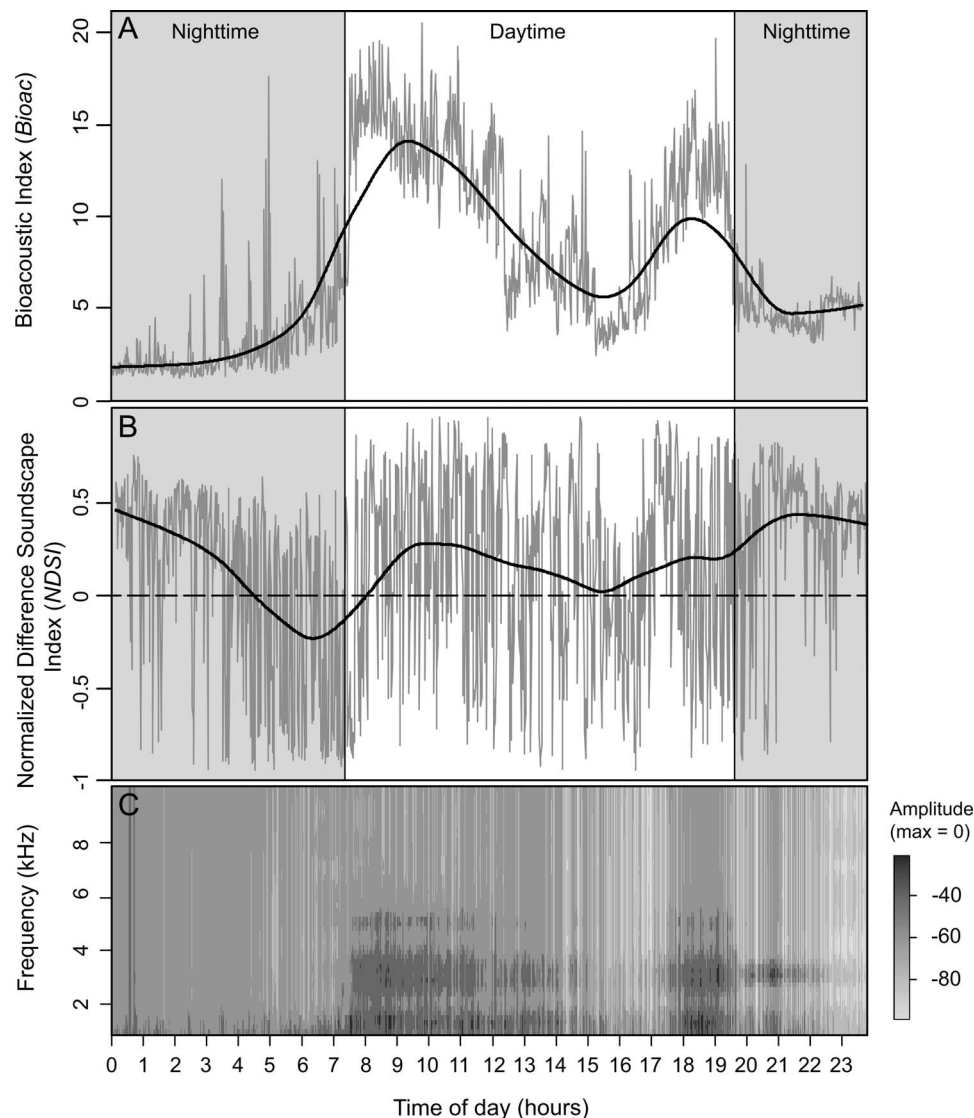 A
Nighttime
Daytime
Nighttime
Bioacoustic Index (Bioac)
20
15
10
5
0
B
Normalized Difference Soundscape
Index (NDSI)
0.5
0
-0.5
-1
C
Frequency (kHz)
8
6
4
2
Amplitude
(max = 0)
-40
-60
-80
0 1 2 3 4 5 6 7 8 9 10 11 12 13 14 15 16 17 18 19 20 21 22 23
Time of day (hours)